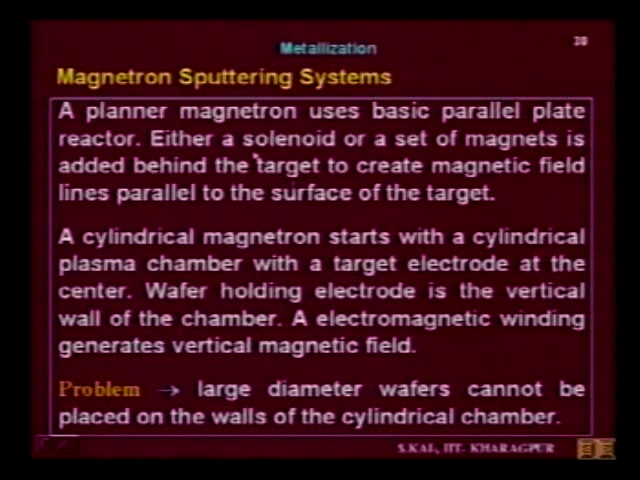 Metallization
30
Magnetron Sputtering Systems
A planner magnetron uses basic parallel plate
reactor. Either a solenoid or a set of magnets is
added behind the target to create magnetic field
lines parallel to the surface of the target.
A cylindrical magnetron starts with a cylindrical
plasma chamber with a target electrode at the
center. Wafer holding electrode is the vertical
wall of the chamber. A electromagnetic winding
generates vertical magnetic field.
Problem → large diameter wafers cannot be
placed on the walls of the cylindrical chamber.
S.KAL, IIT- KHARAGPUR